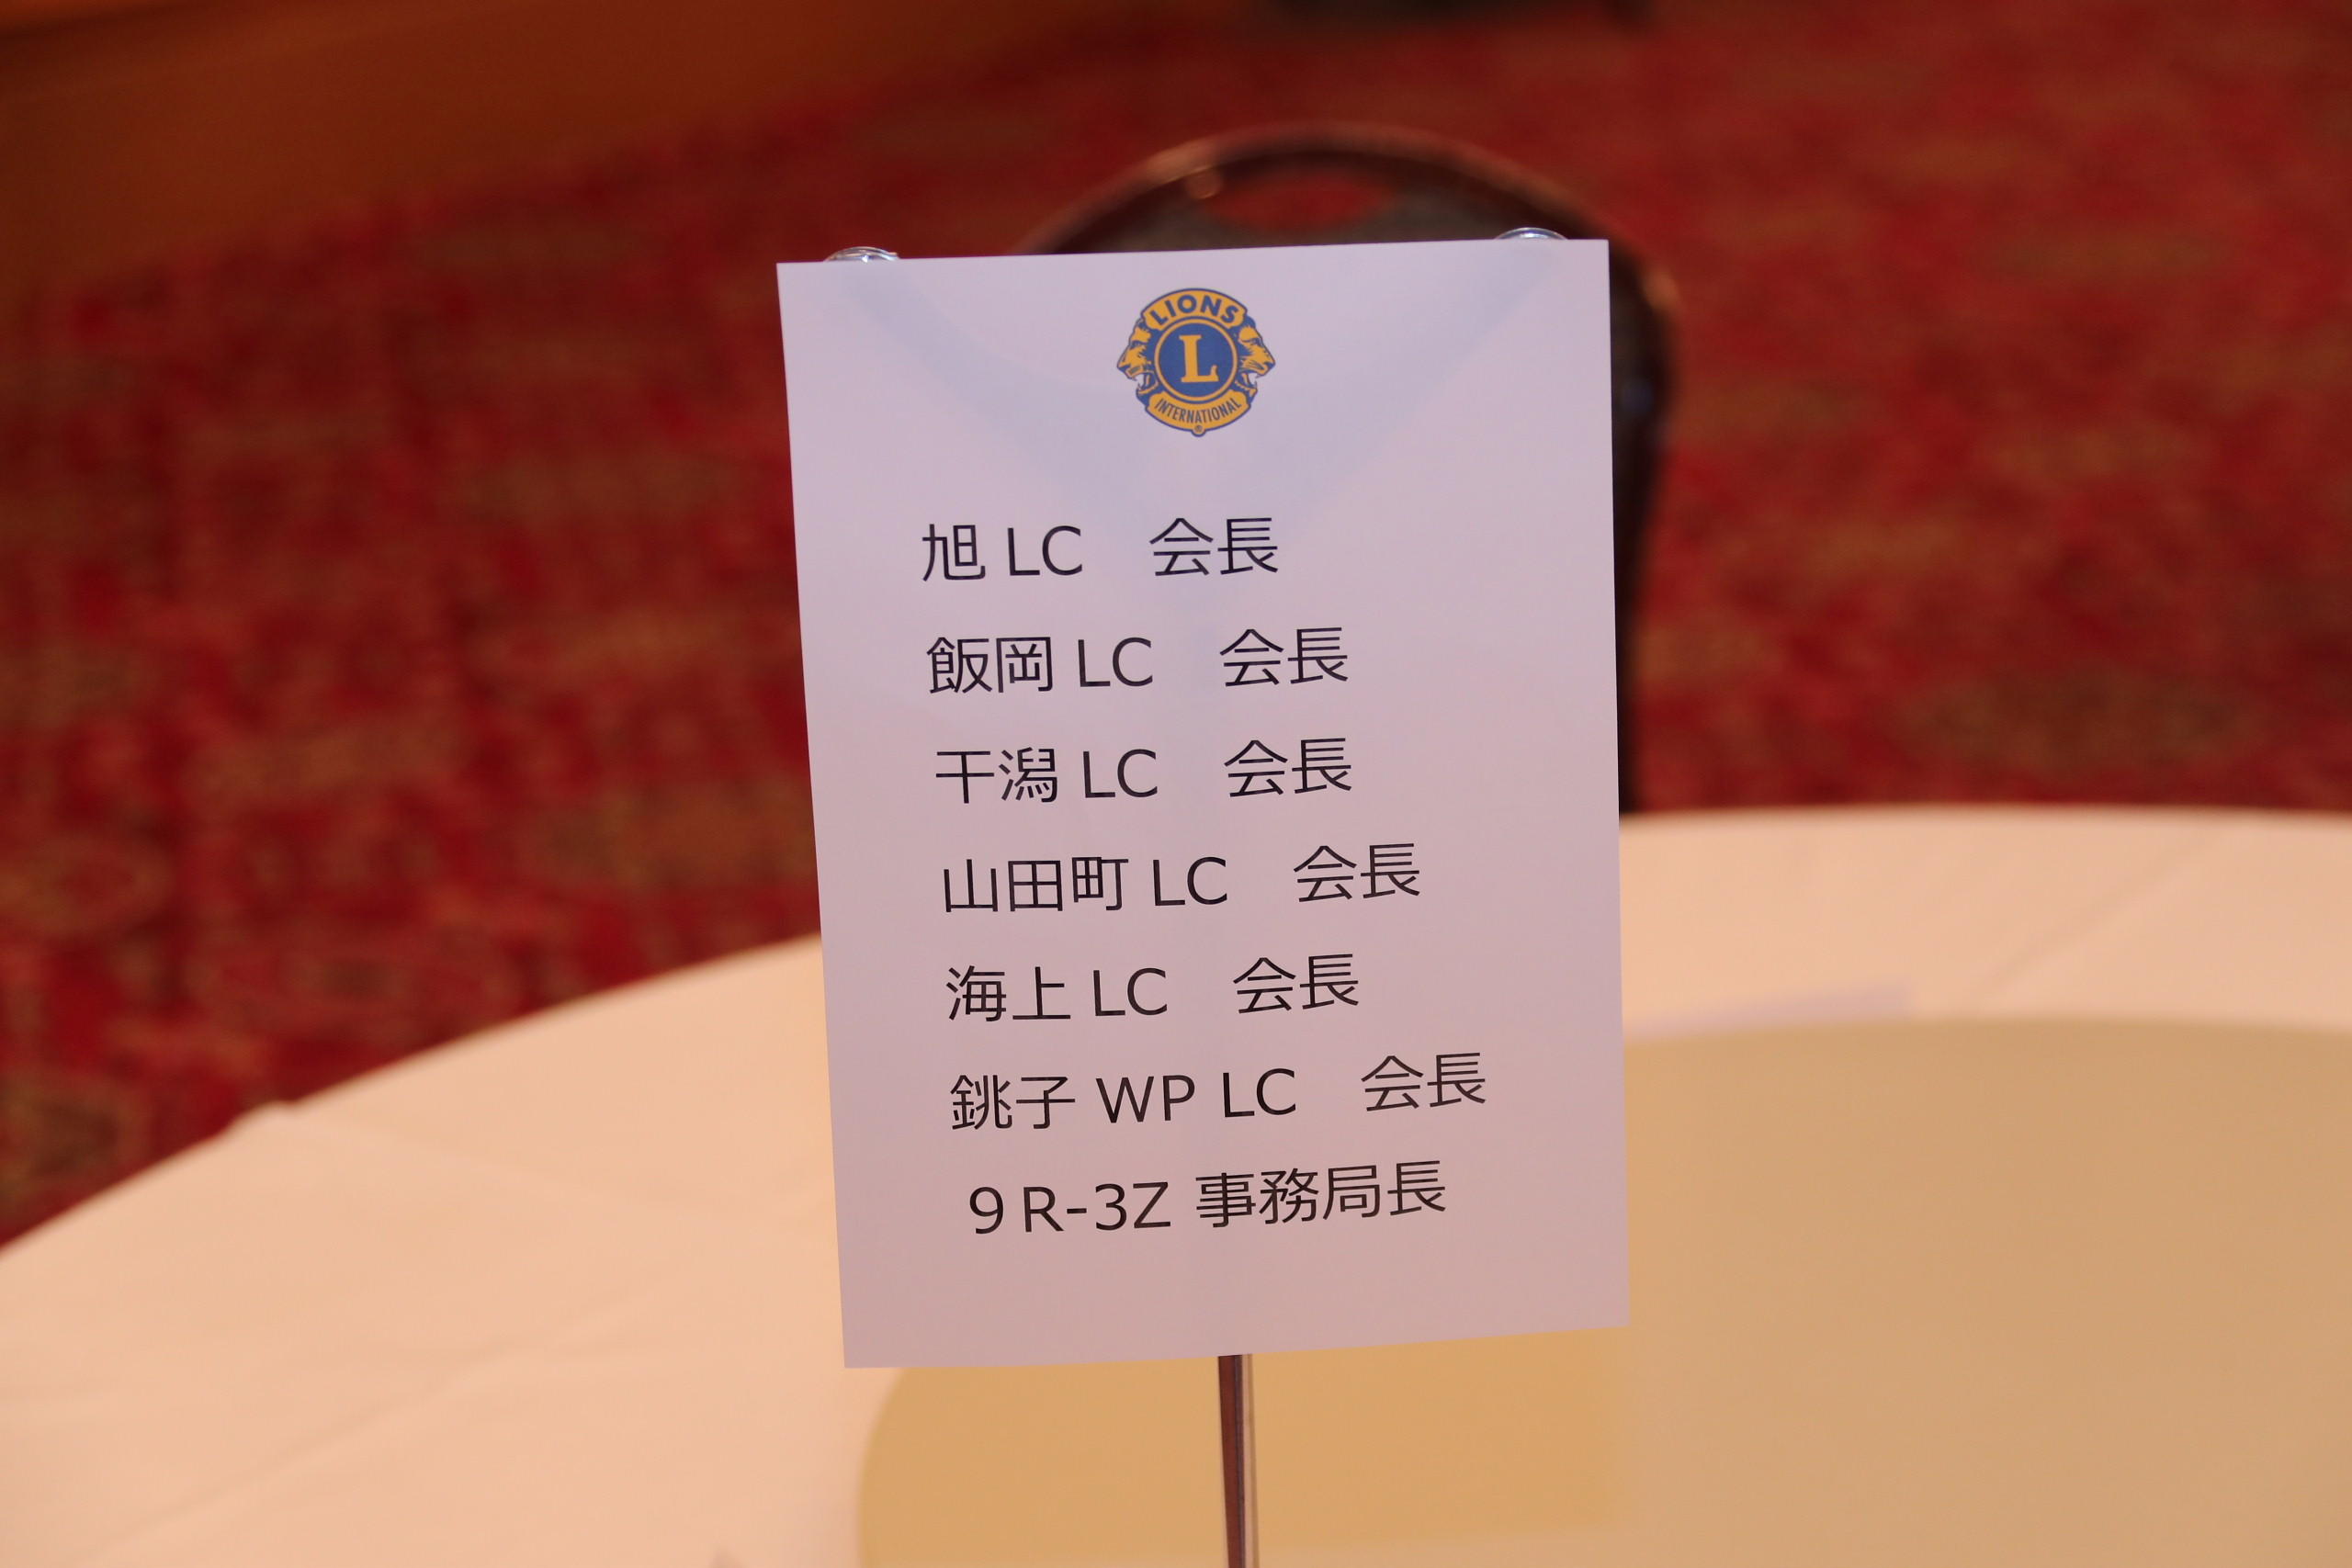 LIONS
L
INTERNATIONAL
®
旭 LC　会長
飯岡 LC　会長
干潟 LC　会長
山田町 LC　会長
海上 LC　会長
銚子 WP LC　会長
９R-3Z 事務局長